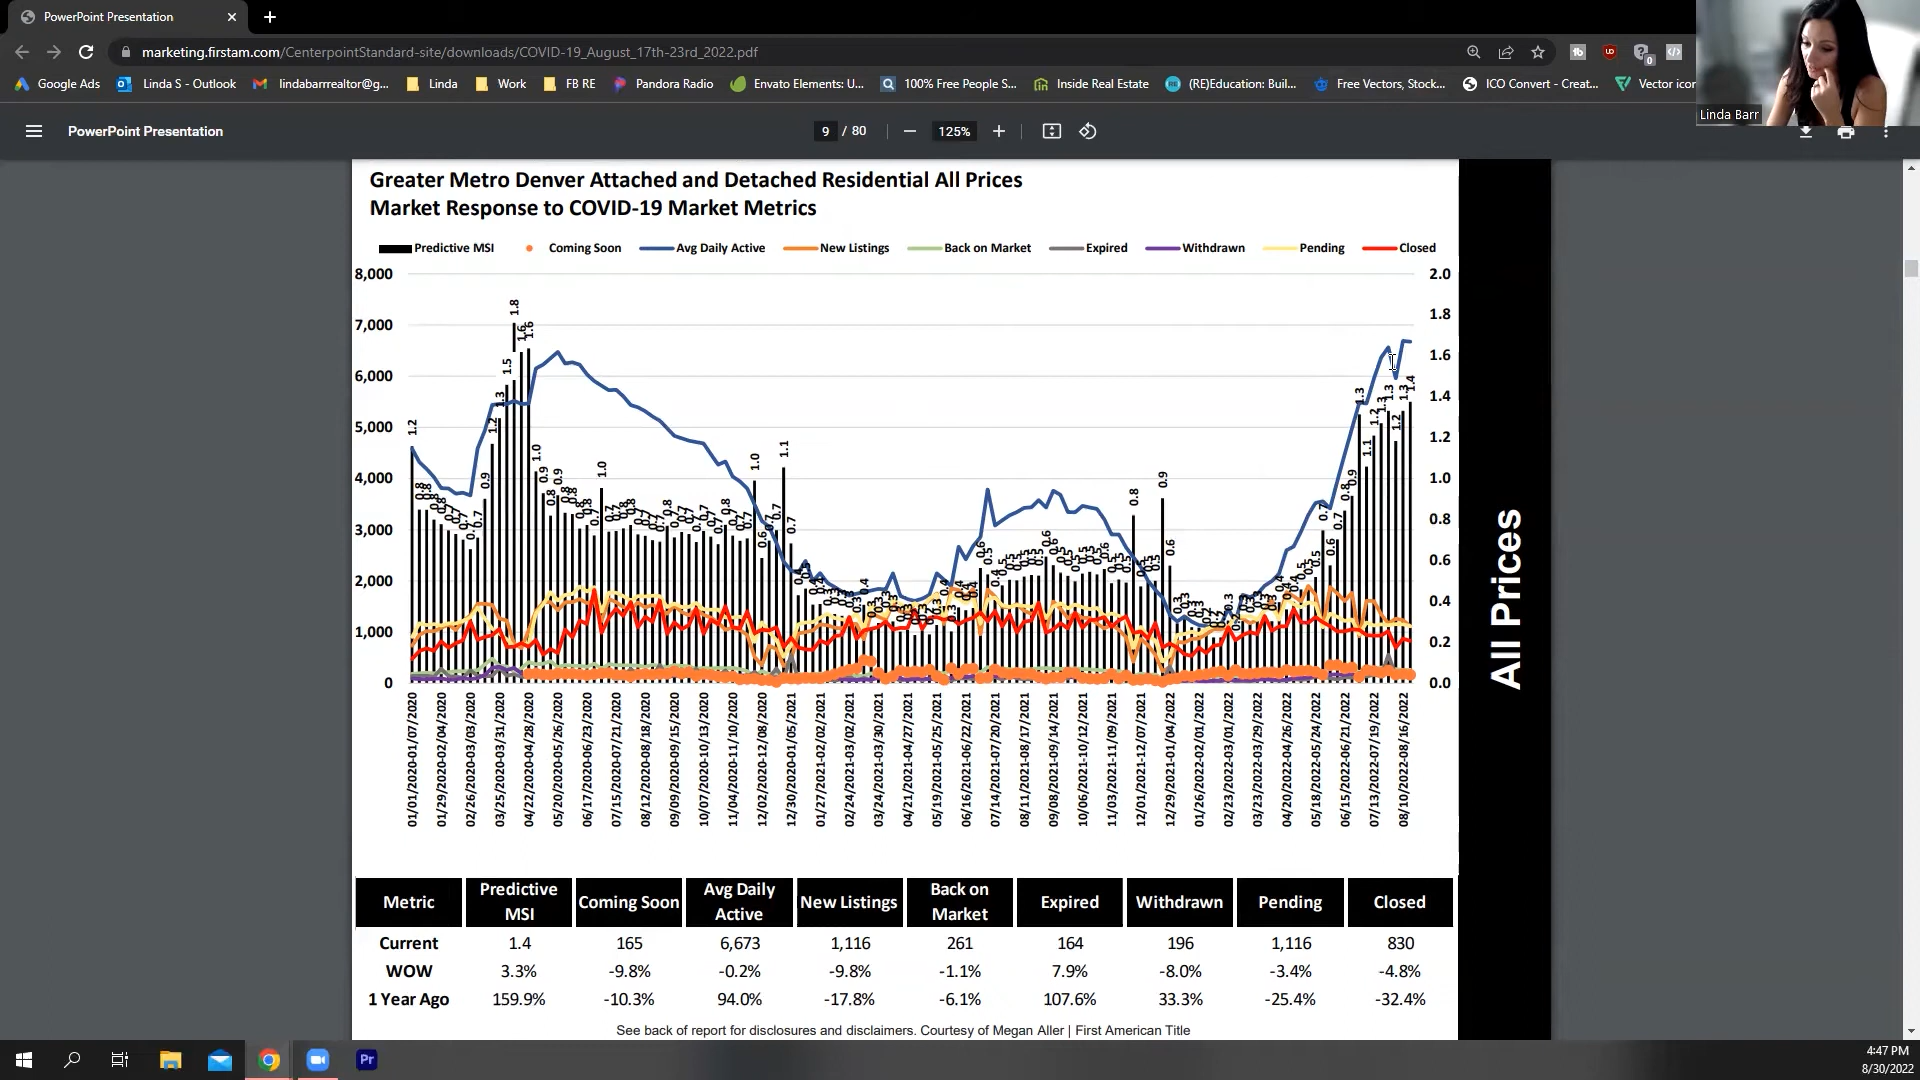 PowerPoint Presentation
marketing.firstam.com/CenterpointStandard-site/downloads/COVID-19_August_17th-23rd_2022.pdf
Google Ads Linda S - Outlook lindabarrrealtor@g... Linda Work FB RE Pandora Radio Envato Elements: U... 100% Free People S... Inside Real Estate (RE)Education: Buil... Free Vectors, Stock... ICO Convert - Creat... Vector icon
Linda Barr
PowerPoint Presentation 9 / 80 125%
Greater Metro Denver Attached and Detached Residential All Prices
Market Response to COVID-19 Market Metrics
Predictive MSI Coming Soon Avg Daily Active New Listings Back on Market Expired Withdrawn Pending Closed
8,000 2.0
7,000 1.8
6,000 1.6
5,000 1.4
4,000 1.2
3,000 1.0
2,000 0.8
1,000 0.6
0 0.4
0.2
0.0
01/01/2020-01/07/2020
01/29/2020-02/04/2020
02/26/2020-03/03/2020
03/25/2020-03/31/2020
04/22/2020-04/28/2020
05/20/2020-05/26/2020
06/17/2020-06/23/2020
07/15/2020-07/21/2020
08/12/2020-08/18/2020
09/09/2020-09/15/2020
10/07/2020-10/13/2020
11/04/2020-11/10/2020
12/02/2020-12/08/2020
12/30/2020-01/05/2021
01/27/2021-02/02/2021
02/24/2021-03/02/2021
03/24/2021-03/30/2021
04/21/2021-04/27/2021
05/19/2021-05/25/2021
06/16/2021-06/22/2021
07/14/2021-07/20/2021
08/11/2021-08/17/2021
09/08/2021-09/14/2021
10/06/2021-10/12/2021
11/03/2021-11/09/2021
12/01/2021-12/07/2021
12/29/2021-01/04/2022
01/26/2022-02/01/2022
02/23/2022-03/01/2022
03/23/2022-03/29/2022
04/20/2022-04/26/2022
05/18/2022-05/24/2022
06/15/2022-06/21/2022
07/13/2022-07/19/2022
08/10/2022-08/16/2022
All Prices
Metric Predictive MSI Coming Soon Avg Daily Active New Listings Back on Market Expired Withdrawn Pending Closed
Current 1.4 165 6,673 1,116 261 164 196 1,116 830
WOW 3.3% -9.8% -0.2% -9.8% -1.1% 7.9% -8.0% -3.4% -4.8%
1 Year Ago 159.9% -10.3% 94.0% -17.8% -6.1% 107.6% 33.3% -25.4% -32.4%
See back of report for disclosures and disclaimers. Courtesy of Megan Aller | First American Title
Pr
4:47 PM
8/30/2022